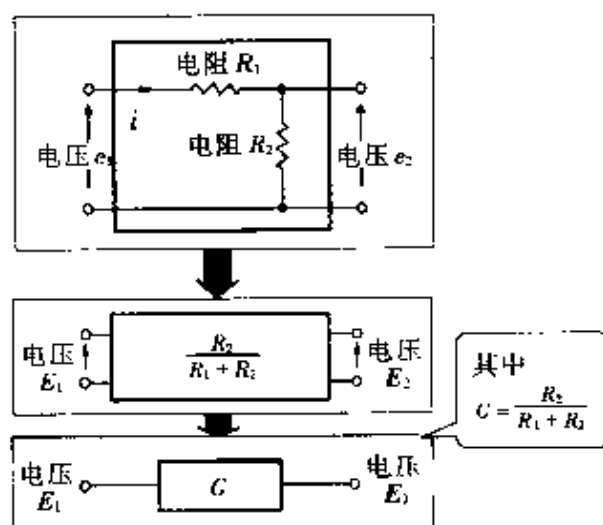 电阻 R₁
i
电阻 R₂
电压 e₁
电压 e₂
电压
E₁
R₂
R₁ + R₂
电压
E₂
其中
G = R₂
R₁ + R₂
电压
E₁
G
电压
E₂